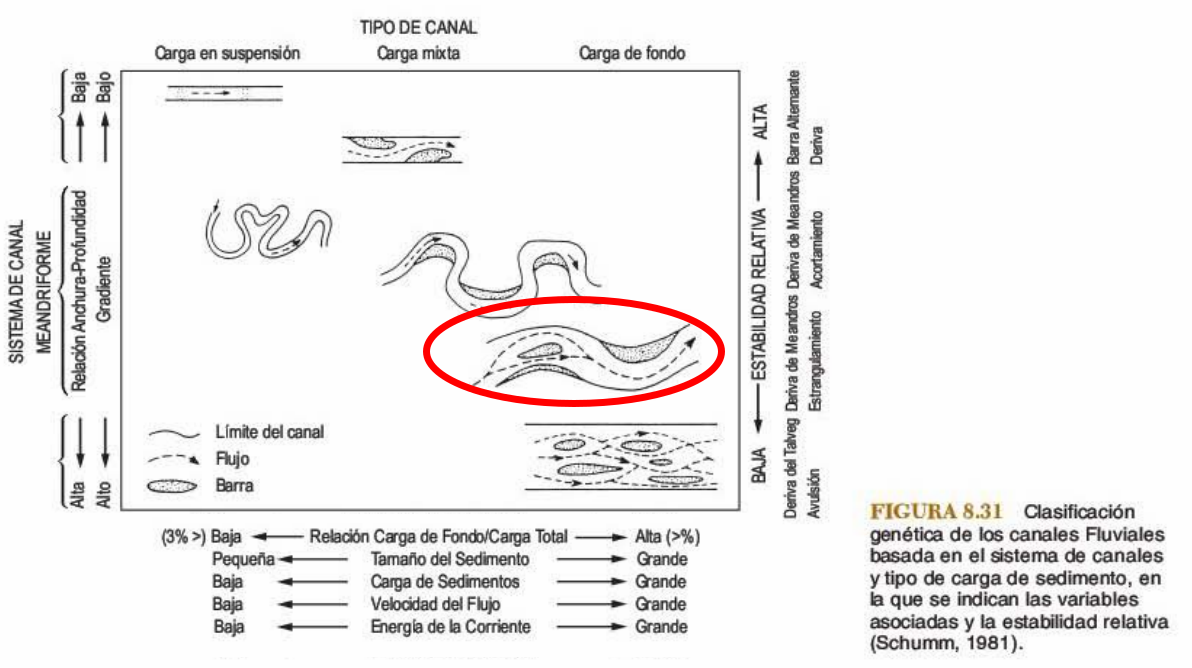 TIPO DE CANAL
Carga en suspensión Carga mixta Carga de fondo
SISTEMA DE CANAL
MEANDRIFORME
Baja
Bajo
Relación Anchura-Profundidad
Gradiente
Alta
Alto
Límite del canal
Flujo
Barra
BAJA ESTABILIDAD RELATIVA ALTA
Deriva del Talveg Deriva de Meandros Deriva de Meandros Barra Alternante
Avulsión Estrangulamiento Acortamiento Deriva
(3% >) Baja Relación Carga de Fondo/Carga Total Alta (>%)
Pequeña Tamaño del Sedimento Grande
Baja Carga de Sedimentos Grande
Baja Velocidad del Flujo Grande
Baja Energía de la Corriente Grande
FIGURA 8.31 Clasificación
genética de los canales Fluviales
basada en el sistema de canales
y tipo de carga de sedimento, en
la que se indican las variables
asociadas y la estabilidad relativa
(Schumm, 1981).